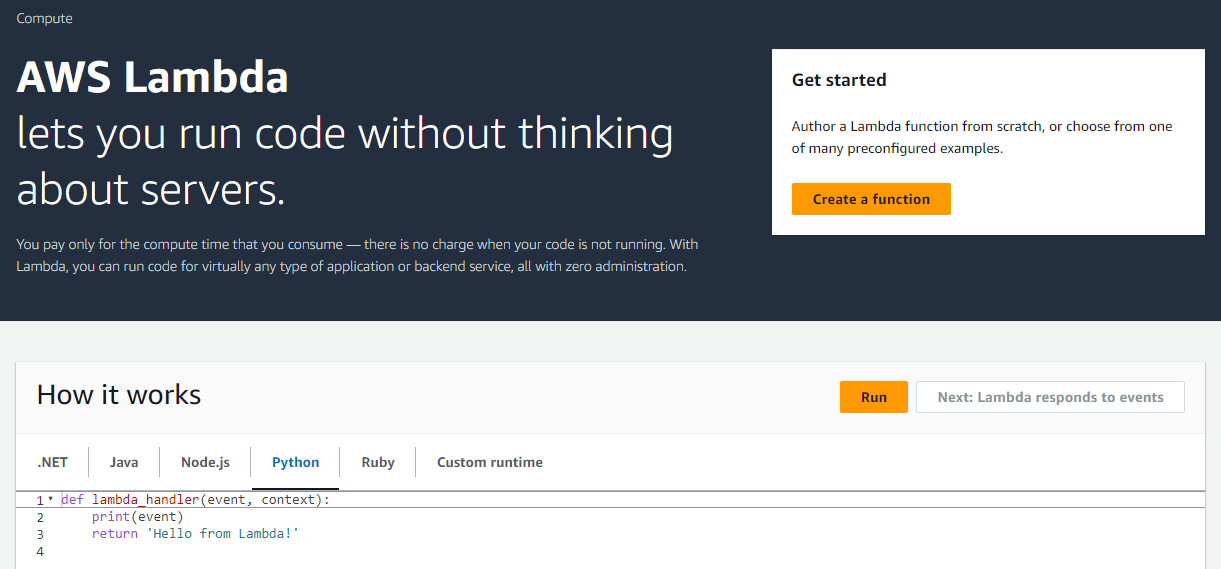 Compute
AWS Lambda
lets you run code without thinking
about servers.
You pay only for the compute time that you consume — there is no charge when your code is not running. With
Lambda, you can run code for virtually any type of application or backend service, all with zero administration.
Get started
Author a Lambda function from scratch, or choose from one
of many preconfigured examples.
Create a function
How it works
Run
Next: Lambda responds to events
.NET
Java
Node.js
Python
Ruby
Custom runtime
1 def lambda_handler(event, context):
2     print(event)
3     return 'Hello from Lambda!'
4